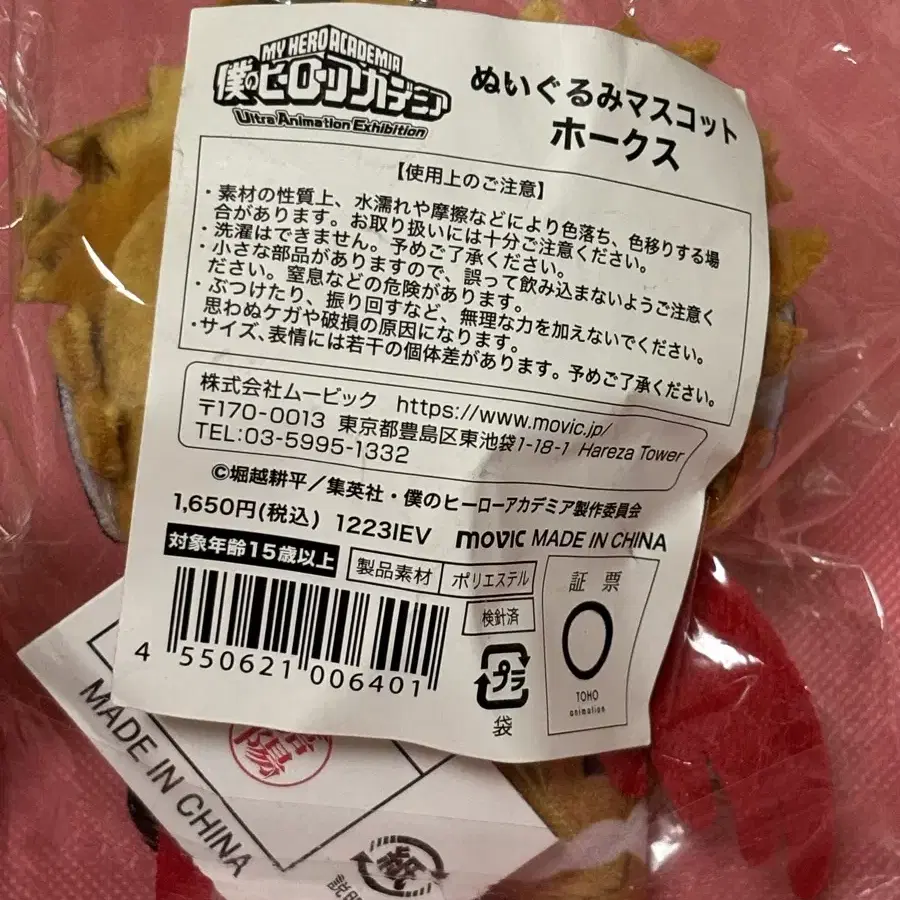 MY HERO ACADEMIA
僕のヒーローアカデミア
Ultra Animation Exhibition
ぬいぐるみマスコット
ホークス
【使用上のご注意】
・素材の性質上、水濡れや摩擦などにより色落ち、色移りする場
合があります。お取り扱いには十分ご注意ください。
・洗濯はできません。予めご了承ください。
・小さな部品がありますので、誤って飲み込まないようご注意く
ださい。窒息などの危険があります。
・ぶつけたり、振り回すなど、無理な力を加えないでください。
思わぬケガや破損の原因になります。
・サイズ、表情には若干の個体差があります。予めご了承ください。
株式会社ムービック https://www.movic.jp/
〒170-0013 東京都豊島区東池袋1-18-1 Hareza Tower
TEL:03-5995-1332
©堀越耕平/集英社・僕のヒーローアカデミア製作委員会
1,650円(税込) 1223IEV movic MADE IN CHINA
対象年齢15歳以上
製品素材 ポリエステル
検針済
プラ
袋
証票
TOHO
animation
4 550621 006401
MADE IN CHINA
紙